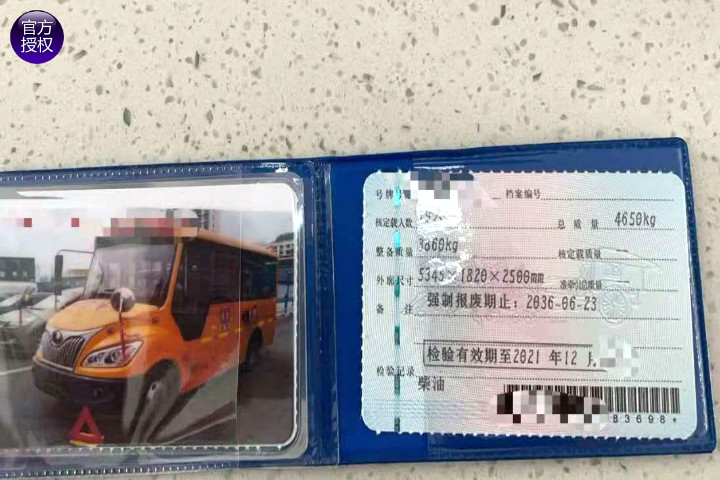 官方
授权
号牌号 档案编号
核定载人数 总质量 4650kg
整备质量 3860kg 核定载质量
外廓尺寸 5345×1820×2500 准牵引总质量
备注 强制报废期止：2036-06-23
检验有效期至2021年12月
检验记录
柴油
83698*